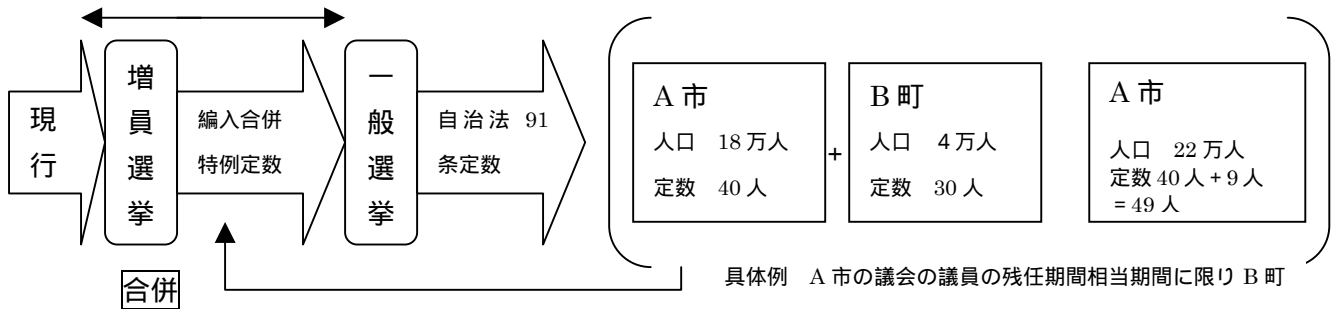 現行
増員選挙
編入合併
特例定数
一般選挙
自治法 91
条定数
A 市
人口 18 万人
定数 40 人
+
B 町
人口 4万人
定数 30 人
A 市
人口 22 万人
定数 40 人 + 9 人
= 49 人
合併
具体例 A 市の議会の議員の残任期間相当期間に限り B 町